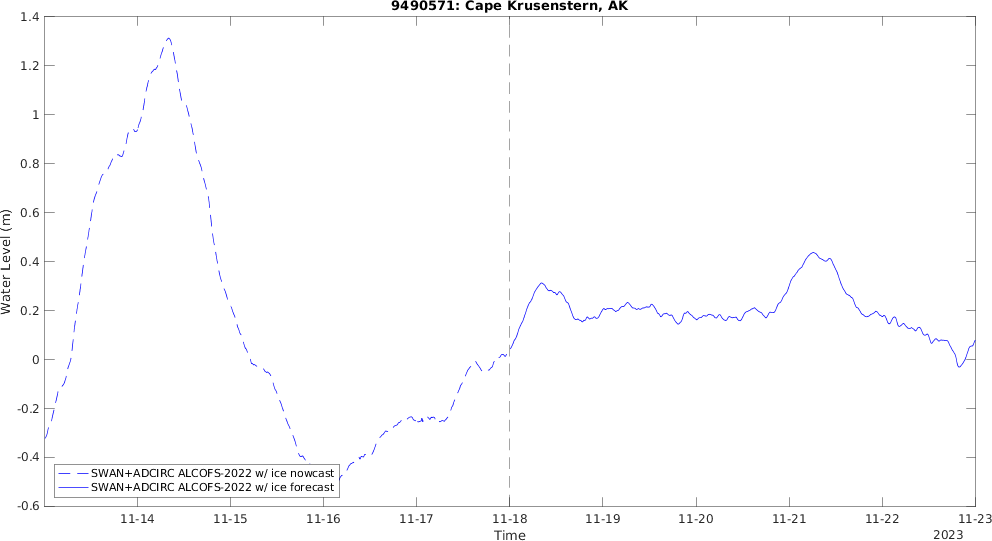 9490571: Cape Krusenstern, AK
1.4
1.2
1
0.8
0.6
0.4
0.2
0
-0.2
-0.4
-0.6
Water Level (m)
SWAN+ADCIRC ALCOFS-2022 w/ ice nowcast
SWAN+ADCIRC ALCOFS-2022 w/ ice forecast
11-14 11-15 11-16 11-17 11-18 11-19 11-20 11-21 11-22 11-23
Time
2023